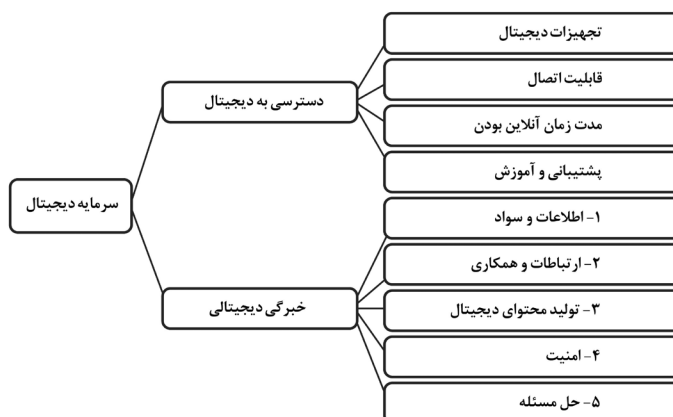 سرمایه دیجیتال
دسترسی به دیجیتال
تجهیزات دیجیتال
قابلیت اتصال
مدت زمان آنلاین بودن
پشتیبانی و آموزش
خبرگی دیجیتالی
۱- اطلاعات و سواد
۲- ارتباطات و همکاری
۳- تولید محتوای دیجیتال
۴- امنیت
۵- حل مسئله